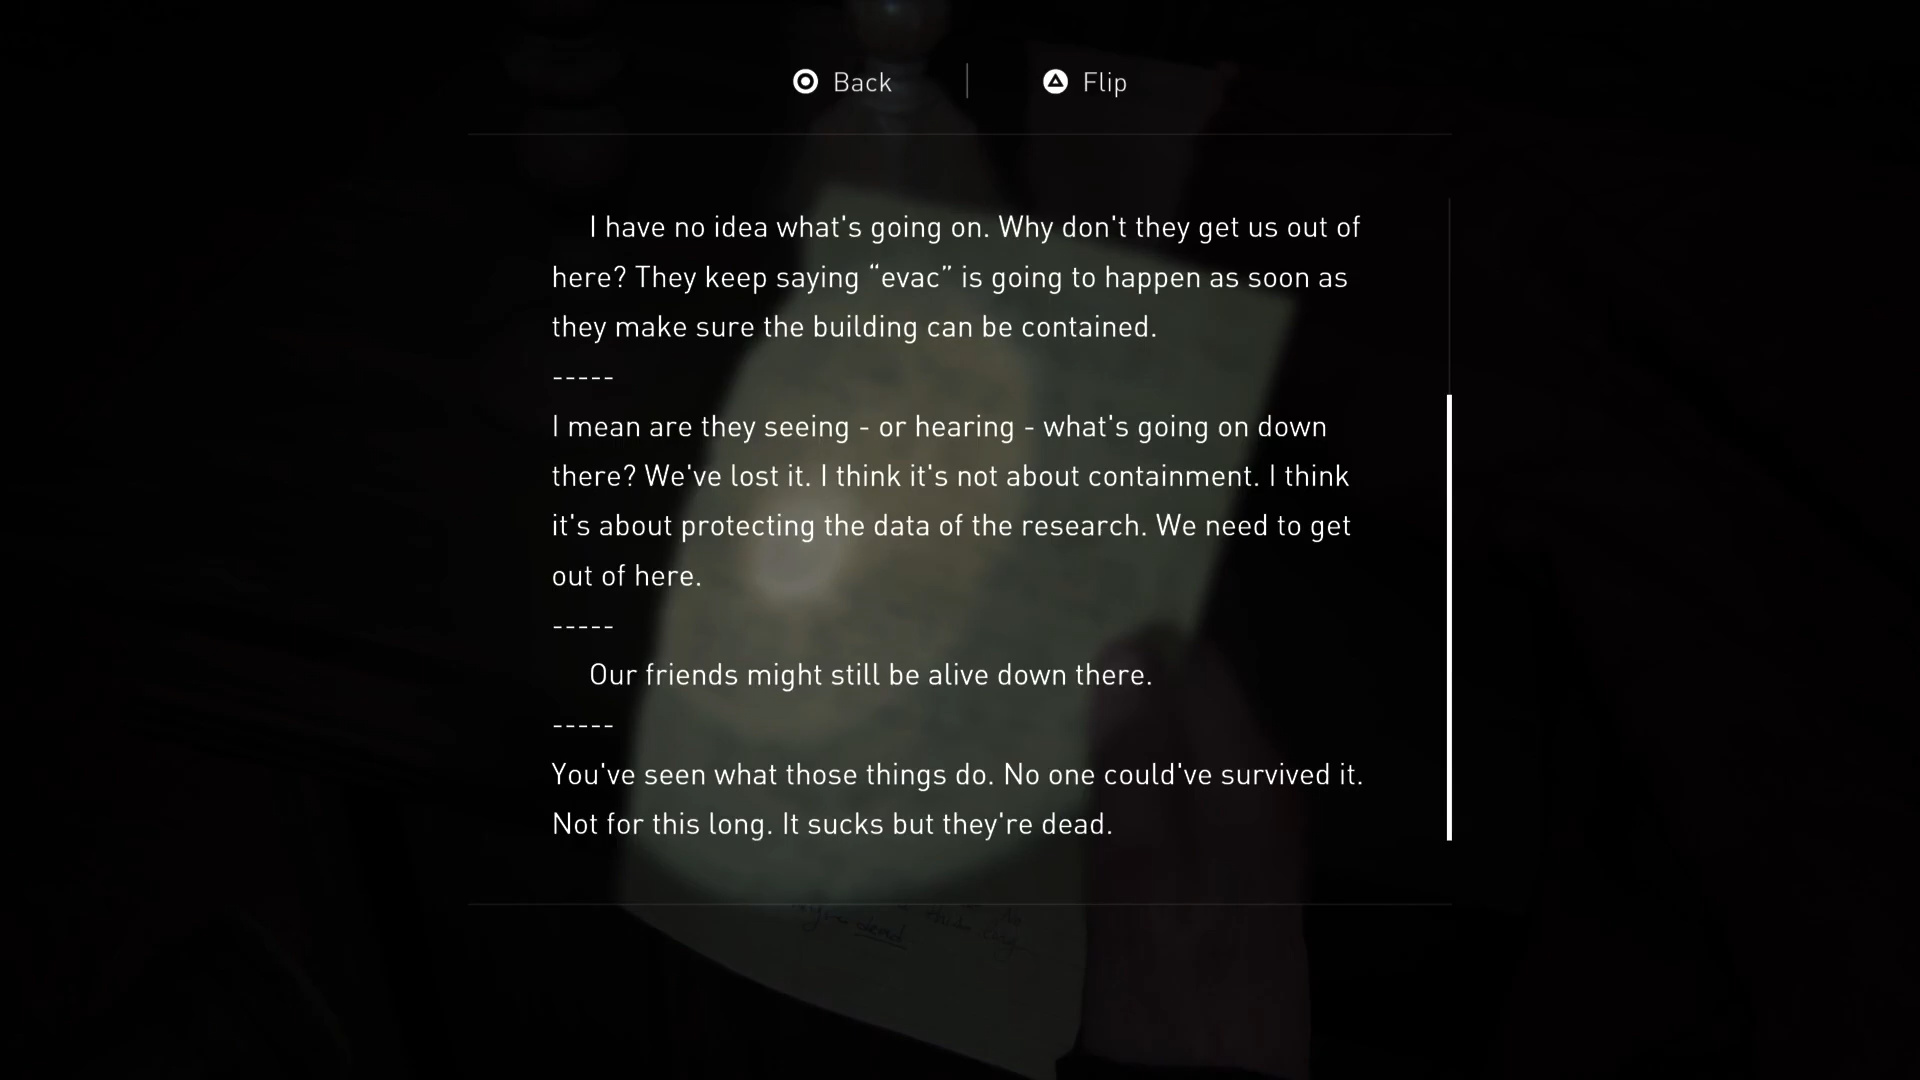 Back
Flip
I have no idea what's going on. Why don't they get us out of
here? They keep saying “evac” is going to happen as soon as
they make sure the building can be contained.
-----
I mean are they seeing - or hearing - what's going on down
there? We've lost it. I think it's not about containment. I think
it's about protecting the data of the research. We need to get
out of here.
-----
Our friends might still be alive down there.
-----
You've seen what those things do. No one could've survived it.
Not for this long. It sucks but they're dead.
this long
they're dead